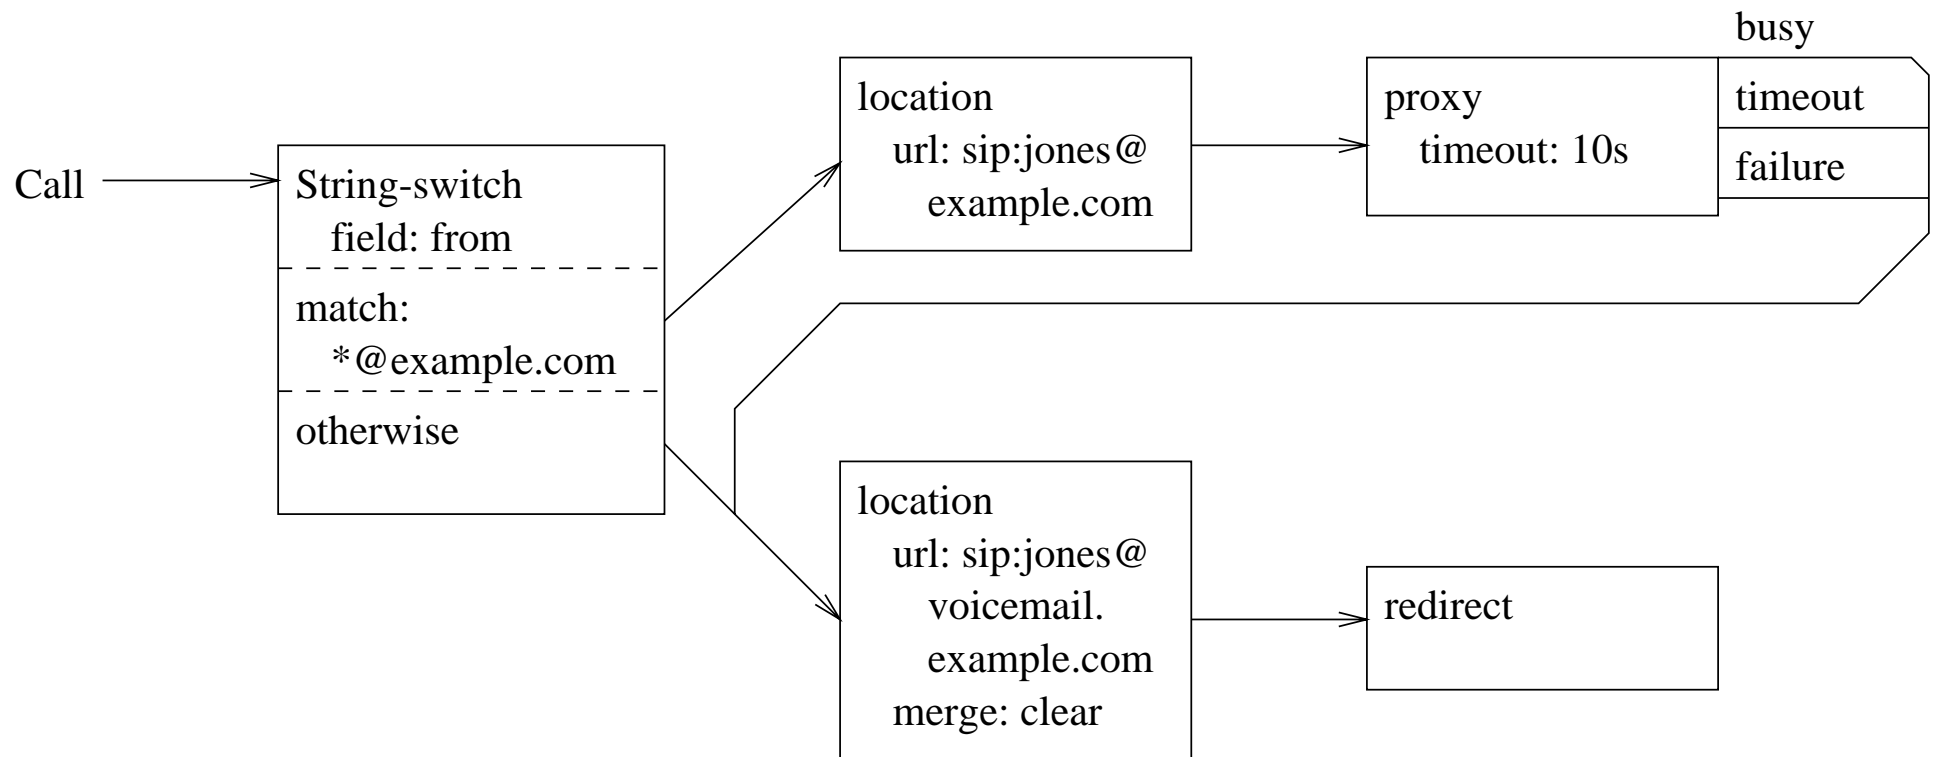 Call
String-switch
field: from
match:
*@example.com
otherwise
location
url: sip:jones@
example.com
proxy
timeout: 10s
busy
timeout
failure
location
url: sip:jones@
voicemail.
example.com
merge: clear
redirect